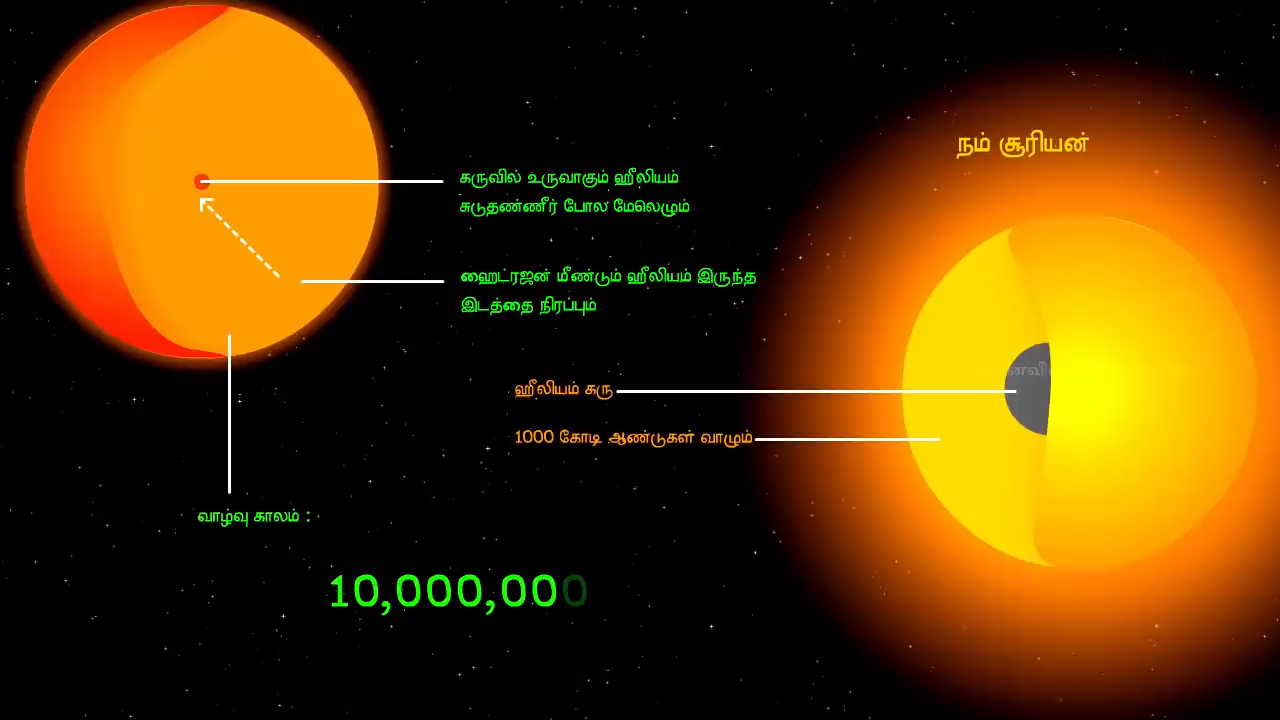 நம் சூரியன்
கருவில் உருவாகும் ஹீலியம்
சுடுதண்ணீர் போல மேலெழும்
ஹைட்ரஜன் மீண்டும் ஹீலியம் இருந்த
இடத்தை நிரப்பும்
ஹீலியம் கரு
1000 கோடி ஆண்டுகள் வாழும்
வாழ்வு காலம் :
10,000,000